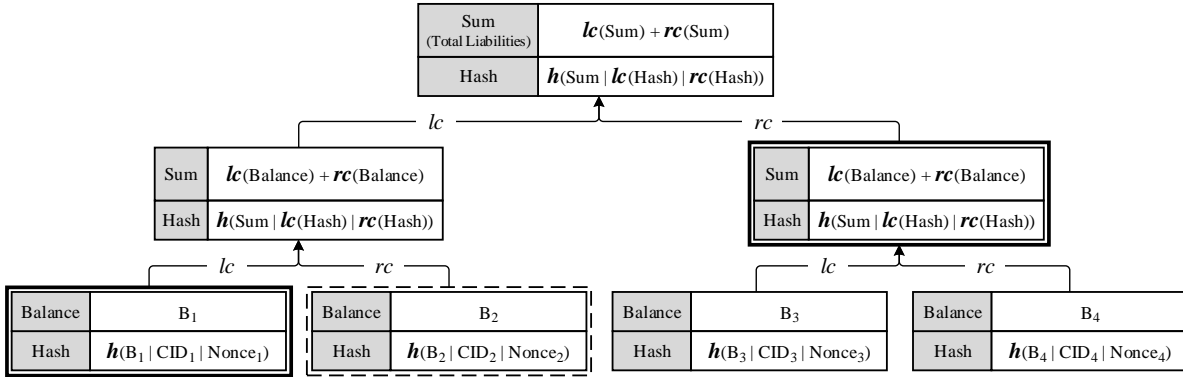 Sum
(Total Liabilities)
lc(Sum) + rc(Sum)
Hash
h(Sum | lc(Hash) | rc(Hash))
lc
rc
Sum
lc(Balance) + rc(Balance)
Hash
h(Sum | lc(Hash) | rc(Hash))
Sum
lc(Balance) + rc(Balance)
Hash
h(Sum | lc(Hash) | rc(Hash))
lc
rc
lc
rc
Balance
B₁
Hash
h(B₁ | CID₁ | Nonce₁)
Balance
B₂
Hash
h(B₂ | CID₂ | Nonce₂)
Balance
B₃
Hash
h(B₃ | CID₃ | Nonce₃)
Balance
B₄
Hash
h(B₄ | CID₄ | Nonce₄)